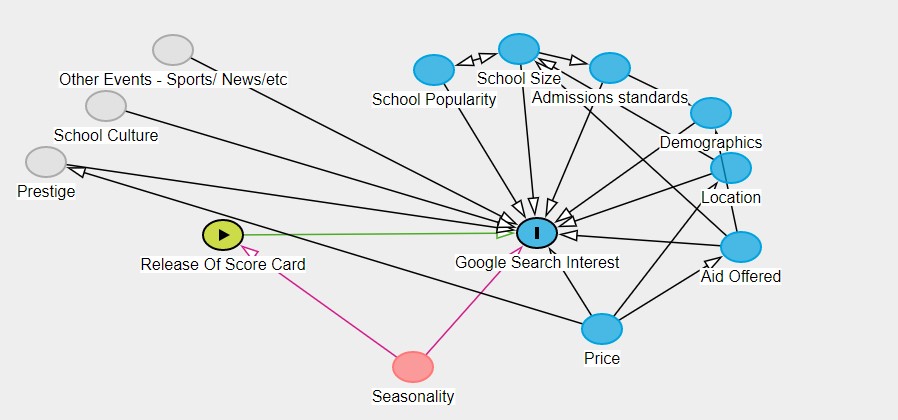 Other Events - Sports/ News/etc
School Size
School Popularity
Admissions standards
School Culture
Demographics
Prestige
Location
Release Of Score Card
Google Search Interest
Aid Offered
Price
Seasonality